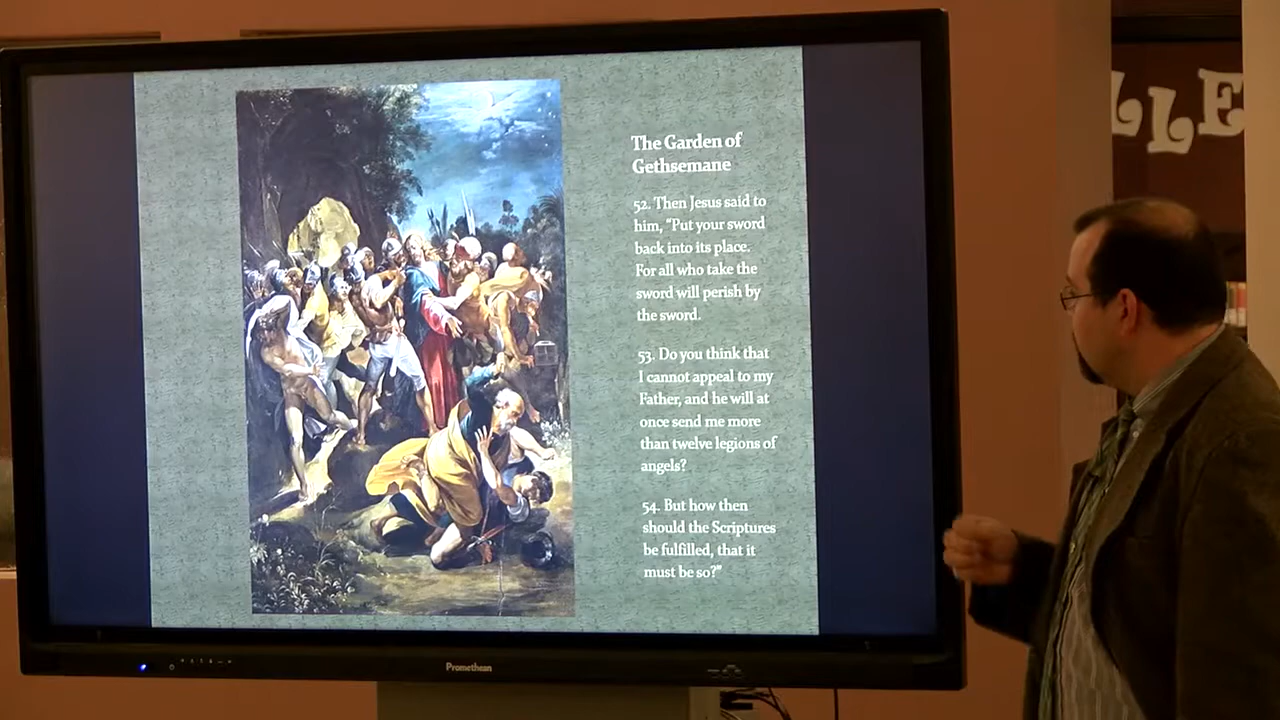 The Garden of
Gethsemane
52. Then Jesus said to
him, “Put your sword
back into its place.
For all who take the
sword will perish by
the sword.
53. Do you think that
I cannot appeal to my
Father, and he will at
once send me more
than twelve legions of
angels?
54. But how then
should the Scriptures
be fulfilled, that it
must be so?”
LLE
Promethean